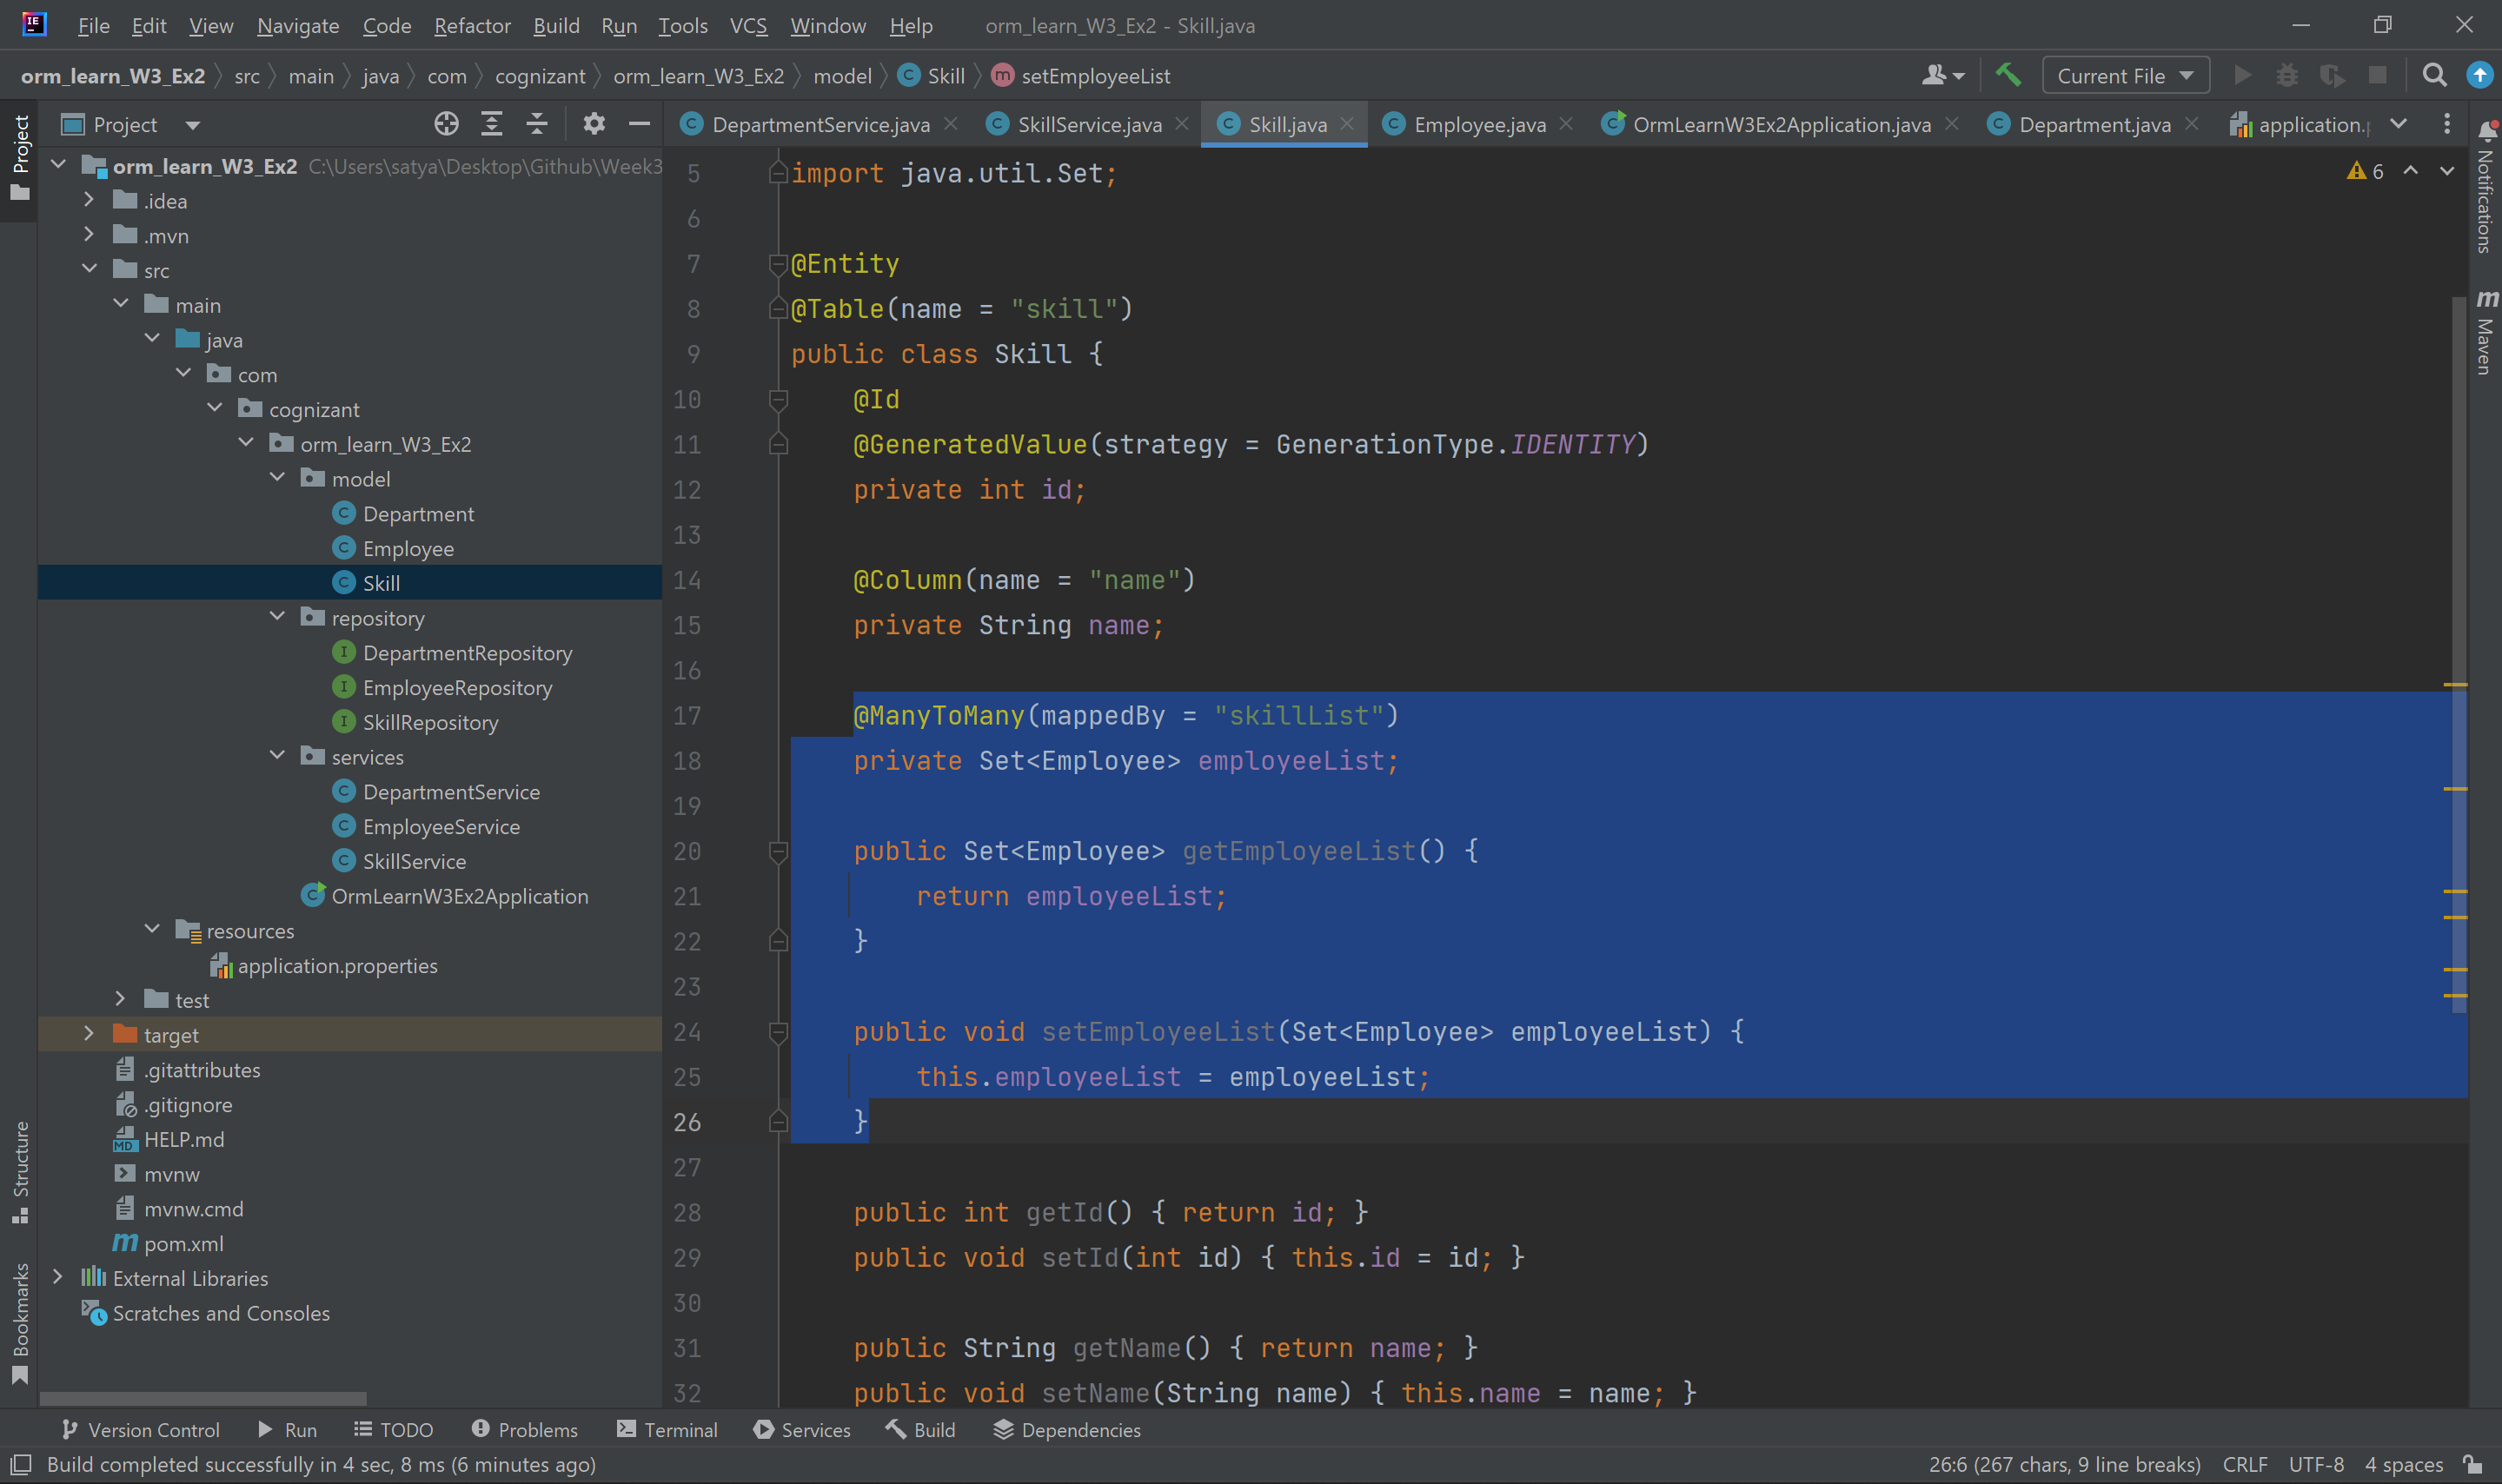 File Edit View Navigate Code Refactor Build Run Tools VCS Window Help orm_learn_W3_Ex2 - Skill.java
orm_learn_W3_Ex2 src main java com cognizant orm_learn_W3_Ex2 model Skill setEmployeeList Current File
Project
DepartmentService.java SkillService.java Skill.java Employee.java OrmLearnW3Ex2Application.java Department.java application.
Project
Structure
Bookmarks
orm_learn_W3_Ex2 C:\Users\satya\Desktop\Github\Week3
.idea
.mvn
src
main
java
com
cognizant
orm_learn_W3_Ex2
model
Department
Employee
Skill
repository
DepartmentRepository
EmployeeRepository
SkillRepository
services
DepartmentService
EmployeeService
SkillService
OrmLearnW3Ex2Application
resources
application.properties
test
target
.gitattributes
.gitignore
HELP.md
mvnw
mvnw.cmd
pom.xml
External Libraries
Scratches and Consoles
5 import java.util.Set;
6
7 @Entity
8 @Table(name = "skill")
9 public class Skill {
10 @Id
11 @GeneratedValue(strategy = GenerationType.IDENTITY)
12 private int id;
13
14 @Column(name = "name")
15 private String name;
16
17 @ManyToMany(mappedBy = "skillList")
18 private Set<Employee> employeeList;
19
20 public Set<Employee> getEmployeeList() {
21 return employeeList;
22 }
23
24 public void setEmployeeList(Set<Employee> employeeList) {
25 this.employeeList = employeeList;
26 }
27
28 public int getId() { return id; }
29 public void setId(int id) { this.id = id; }
30
31 public String getName() { return name; }
32 public void setName(String name) { this.name = name; }
6
Notifications
Maven
Version Control Run TODO Problems Terminal Services Build Dependencies
Build completed successfully in 4 sec, 8 ms (6 minutes ago) 26:6 (267 chars, 9 line breaks) CRLF UTF-8 4 spaces